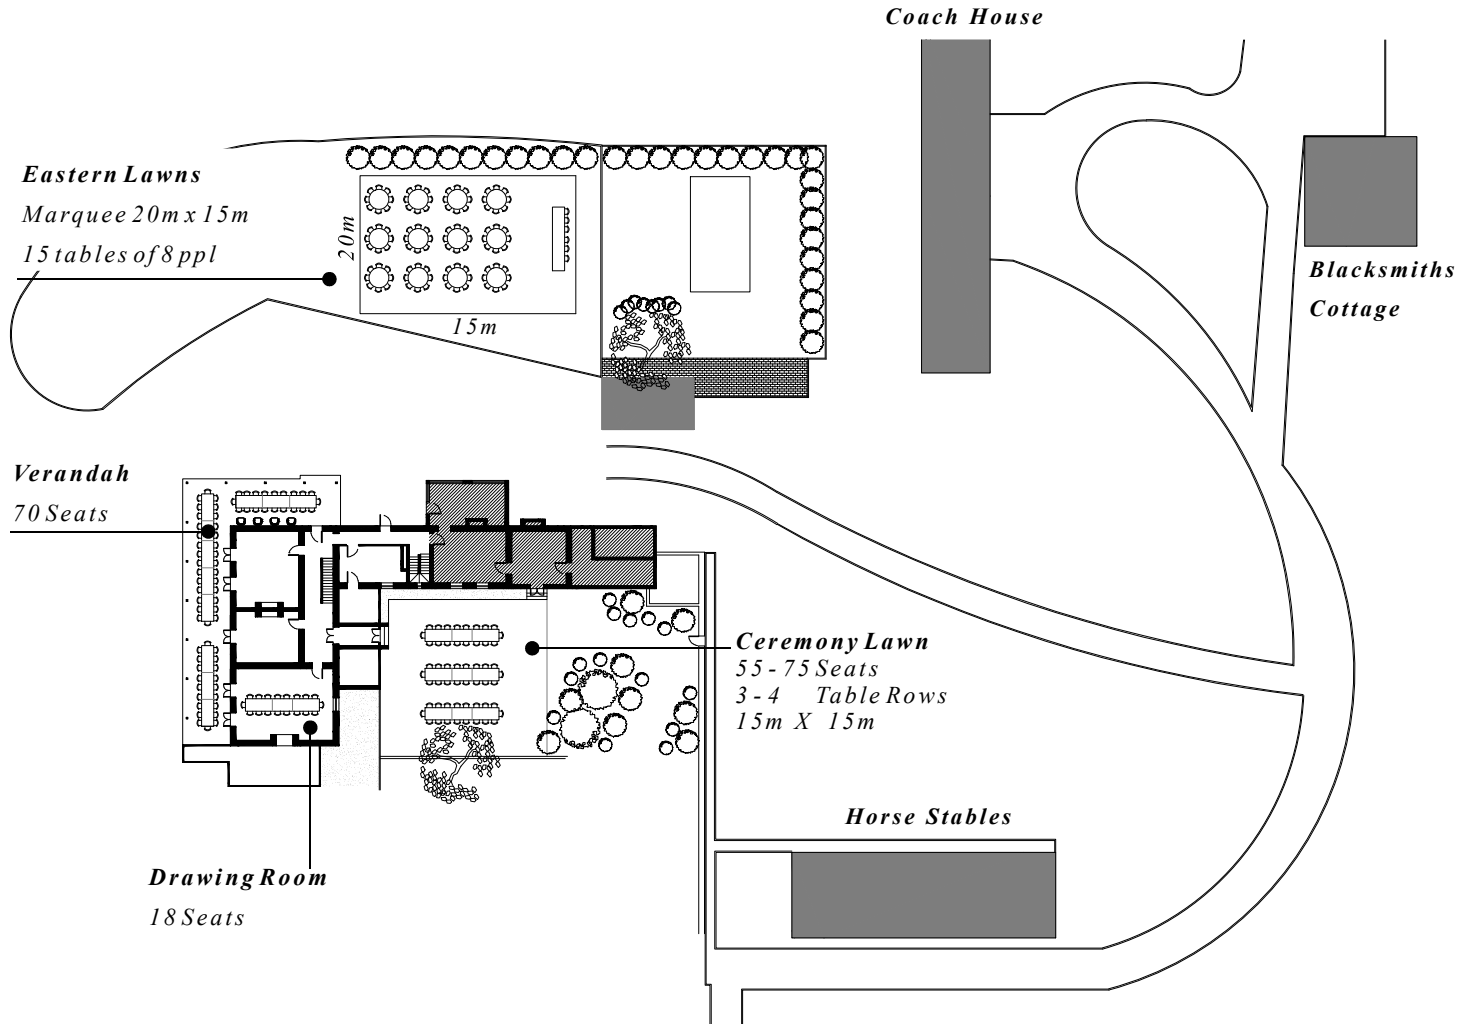 Coach House
Eastern Lawns
Marquee 20m x 15m
15 tables of 8 ppl
20m
15m
Blacksmiths
Cottage
Verandah
70 Seats
Ceremony Lawn
55 - 75 Seats
3 - 4 Table Rows
15m X 15m
Horse Stables
Drawing Room
18 Seats